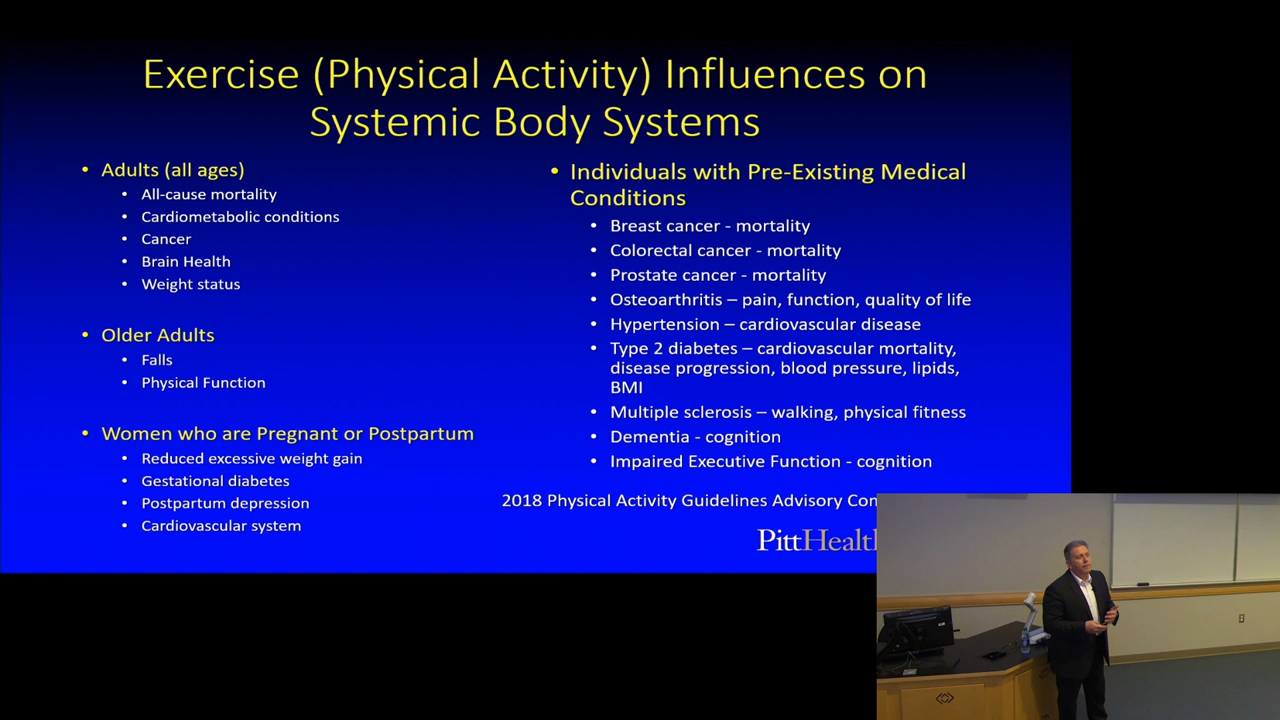 Exercise (Physical Activity) Influences on
Systemic Body Systems
• Adults (all ages)
• All-cause mortality
• Cardiometabolic conditions
• Cancer
• Brain Health
• Weight status
• Older Adults
• Falls
• Physical Function
• Women who are Pregnant or Postpartum
• Reduced excessive weight gain
• Gestational diabetes
• Postpartum depression
• Cardiovascular system
• Individuals with Pre-Existing Medical
Conditions
• Breast cancer - mortality
• Colorectal cancer - mortality
• Prostate cancer - mortality
• Osteoarthritis – pain, function, quality of life
• Hypertension – cardiovascular disease
• Type 2 diabetes – cardiovascular mortality,
disease progression, blood pressure, lipids,
BMI
• Multiple sclerosis – walking, physical fitness
• Dementia - cognition
• Impaired Executive Function - cognition
2018 Physical Activity Guidelines Advisory
PittHealt